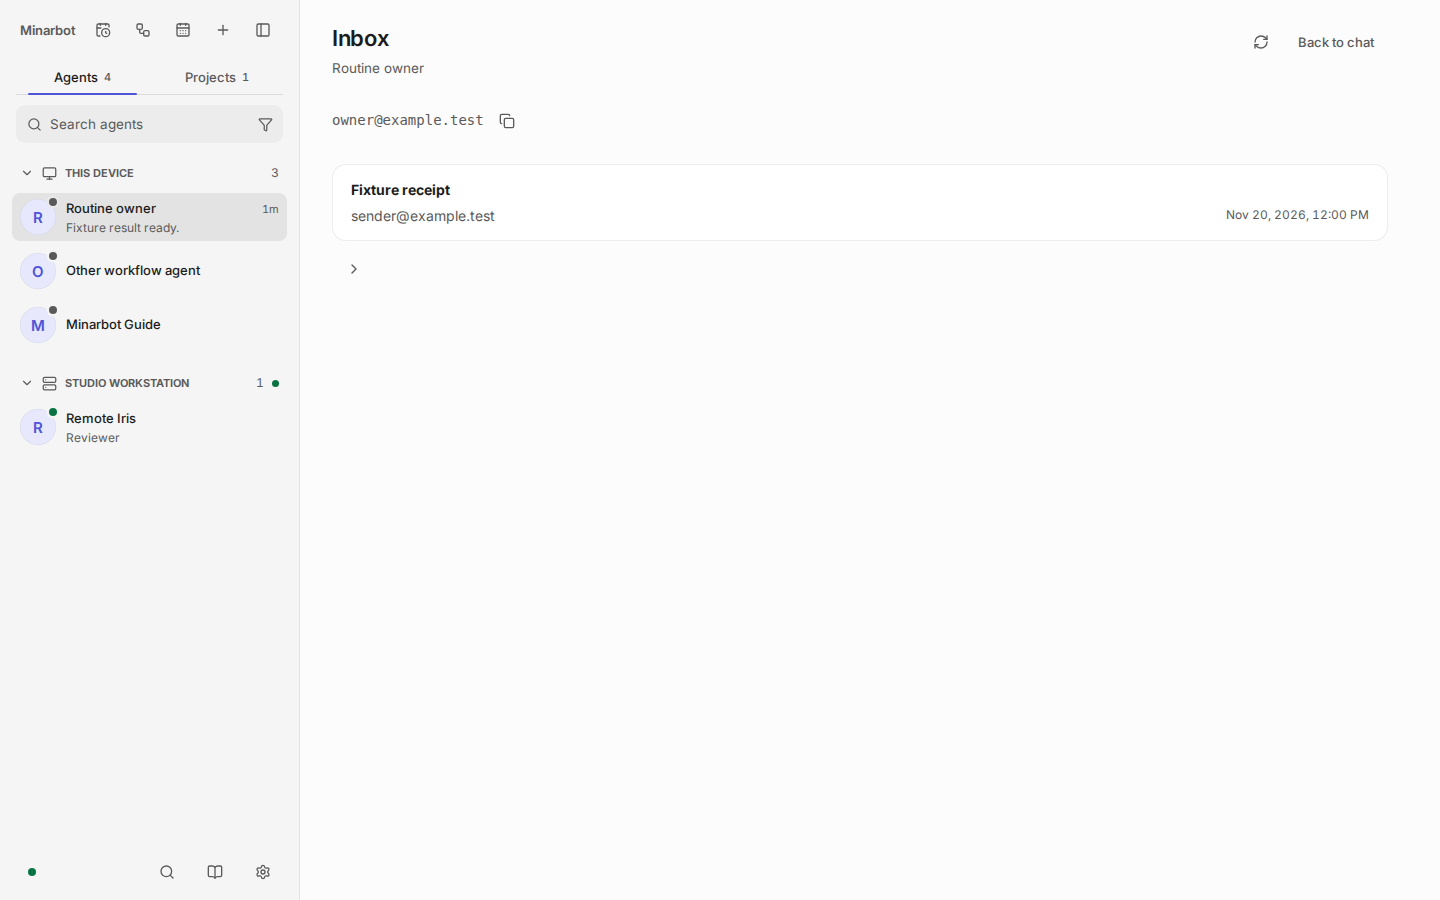 Minarbot
Agents 4
Projects 1
Search agents
THIS DEVICE 3
R
Routine owner 1m
Fixture result ready.
O
Other workflow agent
M
Minarbot Guide
STUDIO WORKSTATION 1
R
Remote Iris
Reviewer
Inbox
Routine owner
Back to chat
owner@example.test
Fixture receipt
sender@example.test
Nov 20, 2026, 12:00 PM